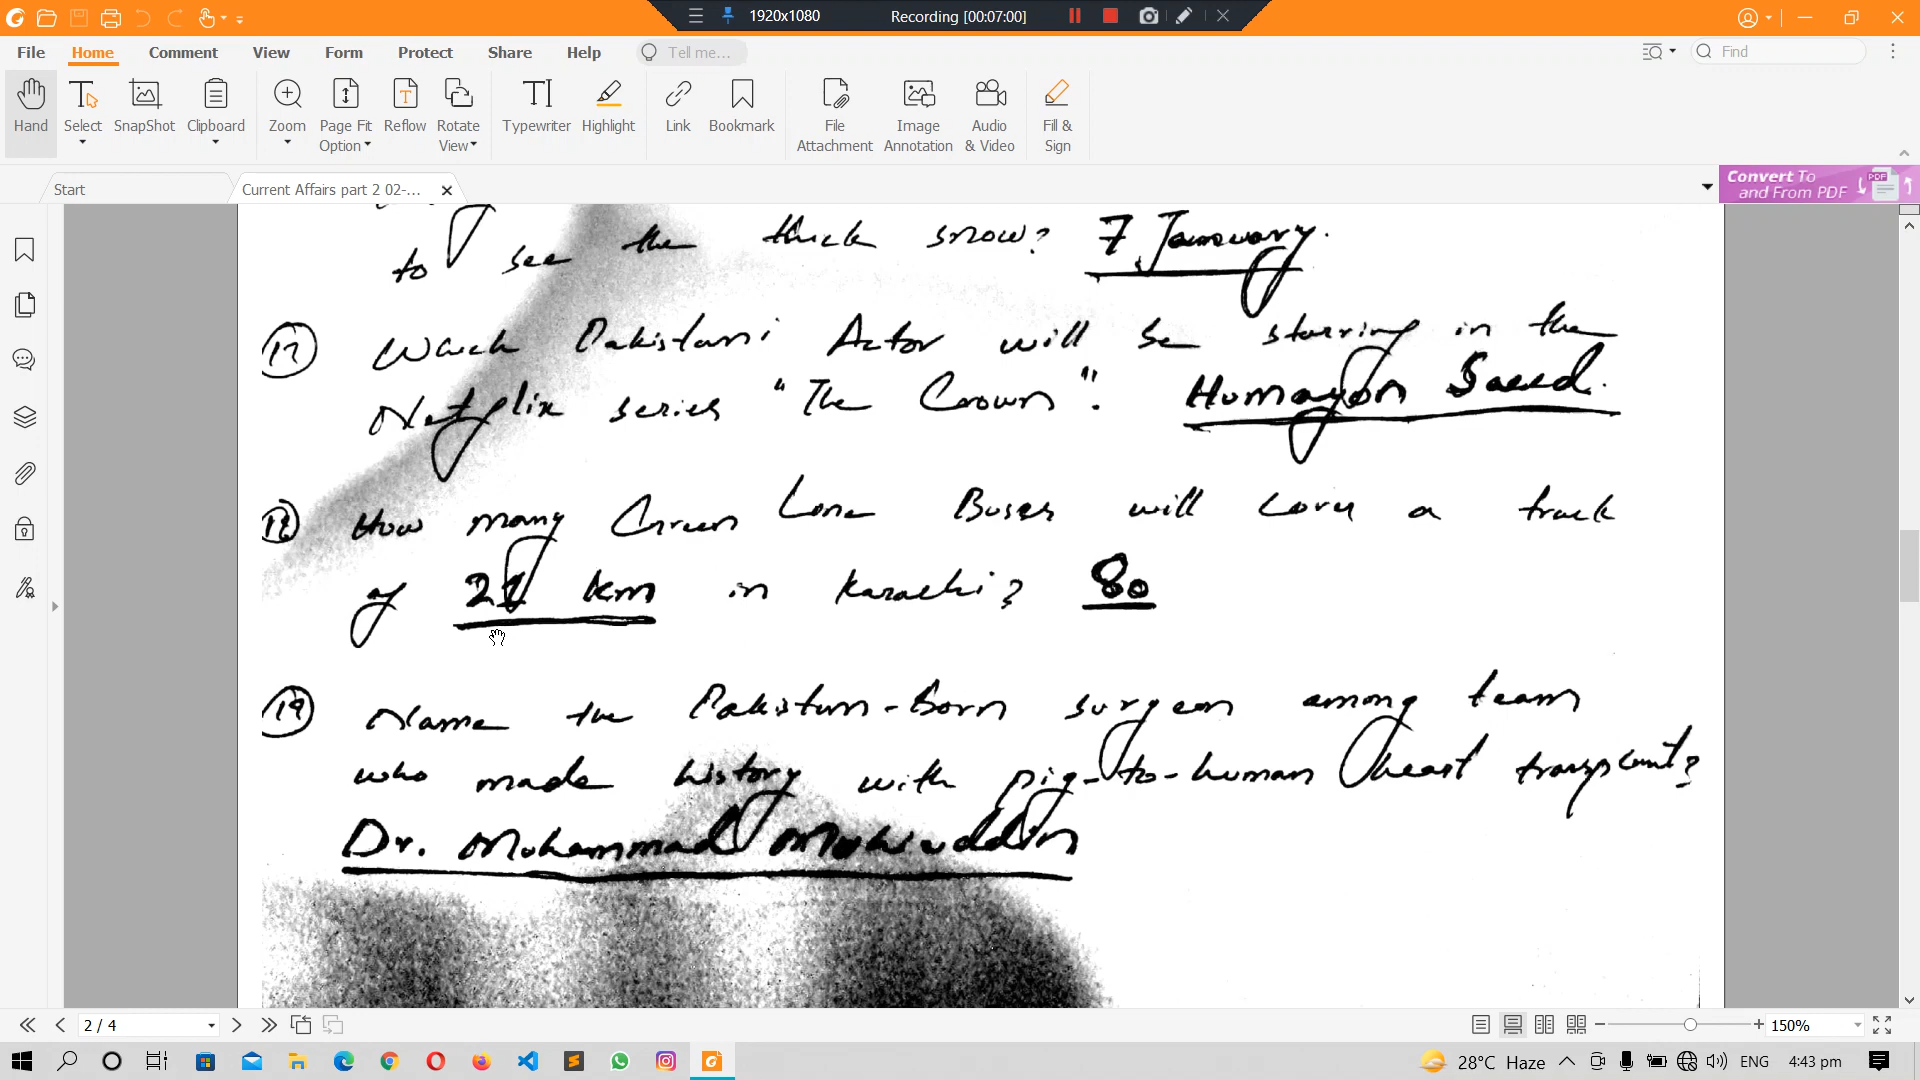 1920x1080 Recording [00:07:00]
File Home Comment View Form Protect Share Help Tell me... Find
Hand Select SnapShot Clipboard Zoom Page Fit Option Reflow Rotate View Typewriter Highlight Link Bookmark File Attachment Image Annotation Audio & Video Fill & Sign
Start Current Affairs part 2 02-...
Convert To
and From PDF
PDF
to see the thick snow? 7 January.
17 Which Pakistani Actor will be starring in the
Netflix series "The Crown". Humayon Saeed.
18 How many Green Line Buses will cover a track
of 21 km in Karachi? 80
19 Name the Pakistan-Born surgeon among team
who made history with pig-to-human heart transplant?
Dr. Mohammad Mohiuddin
2 / 4 150%
28°C Haze ENG 4:43 pm